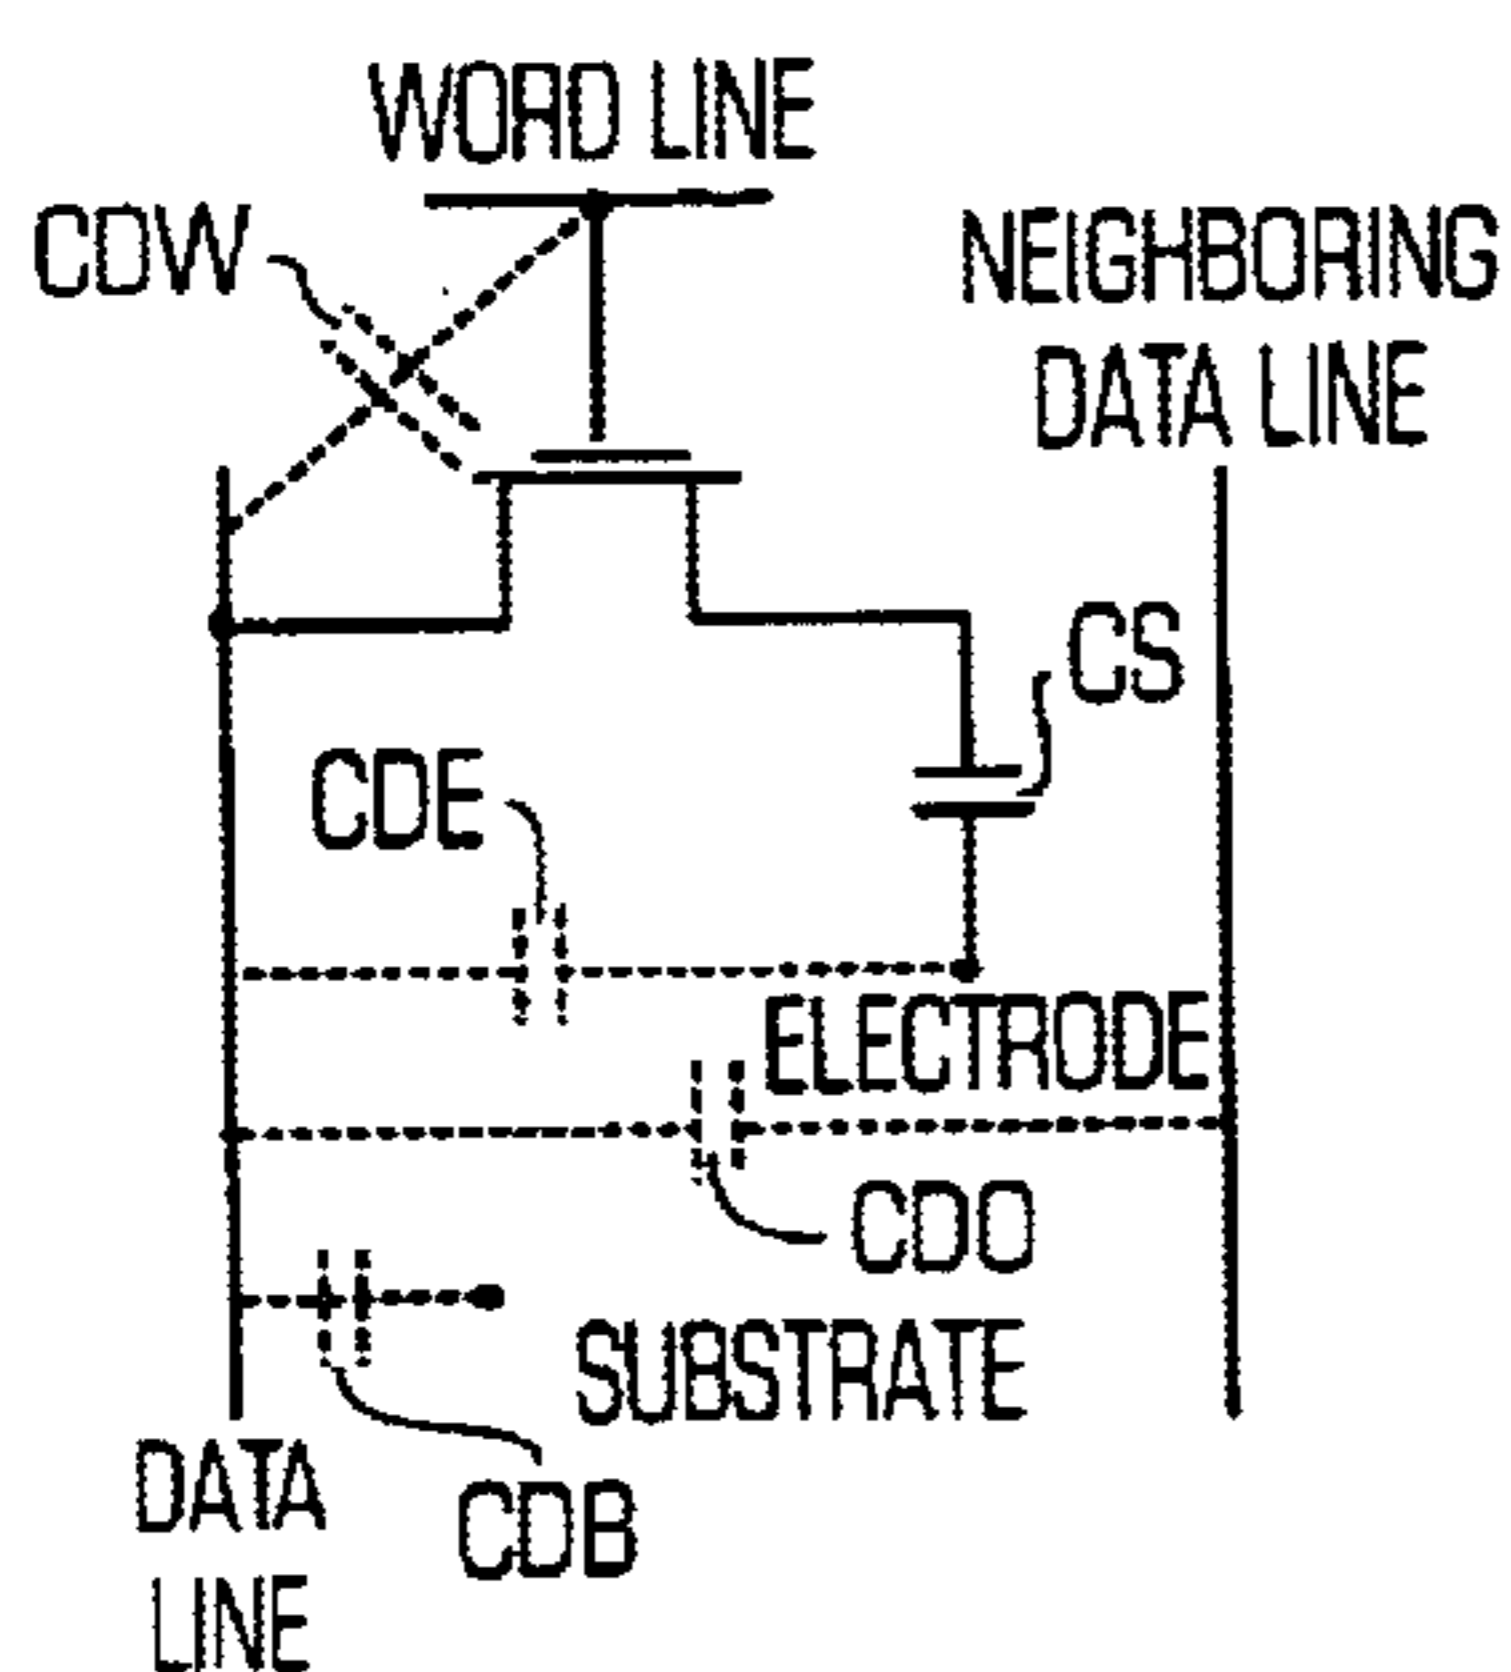 WORD LINE
CDW
NEIGHBORING
DATA LINE
CS
CDE
ELECTRODE
CDO
SUBSTRATE
CDB
DATA
LINE